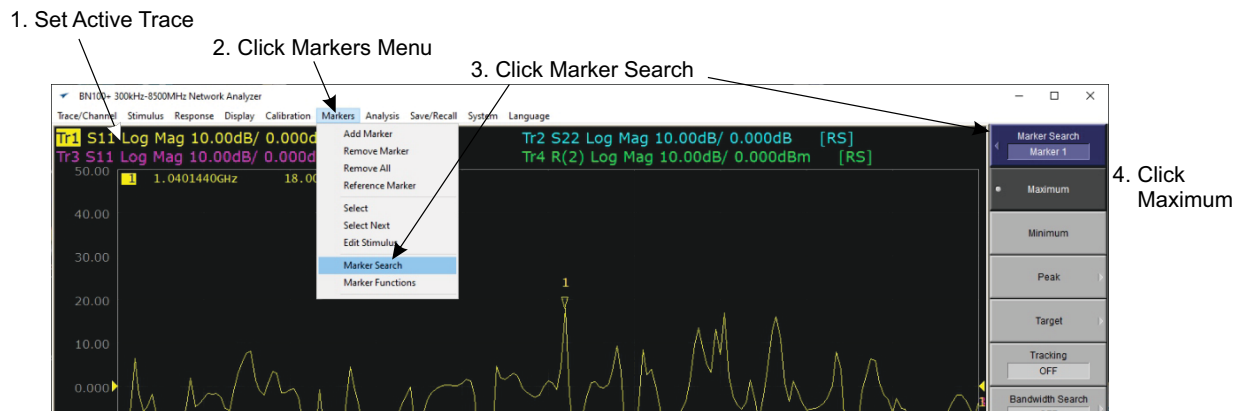 1. Set Active Trace
2. Click Markers Menu
3. Click Marker Search
BN100+ 300kHz-8500MHz Network Analyzer
Trace/Channel Stimulus Response Display Calibration Markers Analysis Save/Recall System Language
Tr1 S11 Log Mag 10.00dB/ 0.000d
Tr2 S22 Log Mag 10.00dB/ 0.000dB [RS]
Tr3 S11 Log Mag 10.00dB/ 0.000d
Tr4 R(2) Log Mag 10.00dB/ 0.000dBm [RS]
1 1.0401440GHz 18.00
50.00
40.00
30.00
20.00
10.00
0.000
Add Marker
Remove Marker
Remove All
Reference Marker
Select
Select Next
Edit Stimulus
Marker Search
Marker Functions
1
1
Marker Search
Marker 1
Maximum
Minimum
Peak
Target
Tracking
OFF
Bandwidth Search
4. Click
Maximum